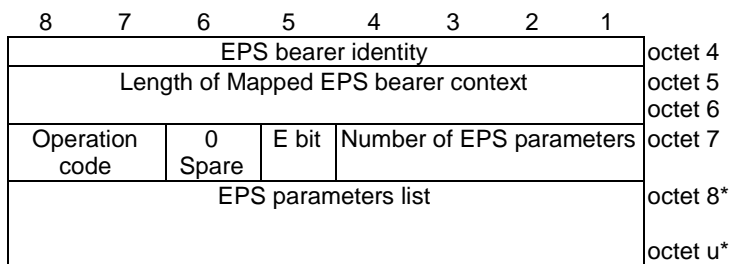 8 7 6 5 4 3 2 1
EPS bearer identity octet 4
Length of Mapped EPS bearer context octet 5
octet 6
Operation 0 E bit Number of EPS parameters octet 7
code Spare
EPS parameters list octet 8*
octet u*